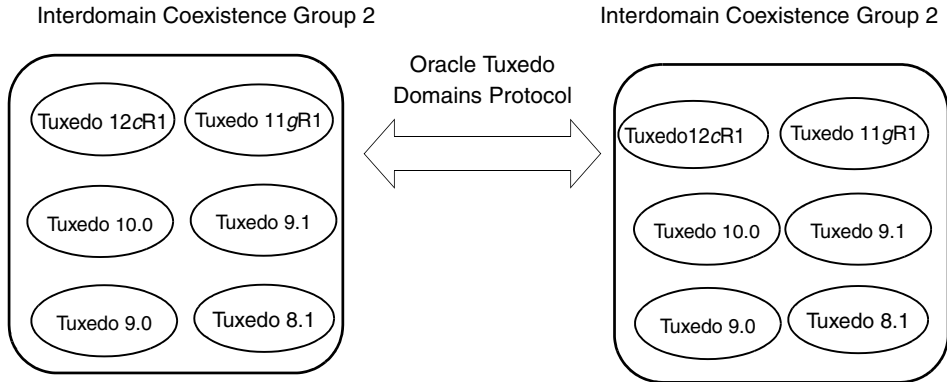 Interdomain Coexistence Group 2
Interdomain Coexistence Group 2
Oracle Tuxedo
Domains Protocol
Tuxedo 12cR1
Tuxedo 11gR1
Tuxedo 10.0
Tuxedo 9.1
Tuxedo 9.0
Tuxedo 8.1
Tuxedo12cR1
Tuxedo 11gR1
Tuxedo 10.0
Tuxedo 9.1
Tuxedo 9.0
Tuxedo 8.1